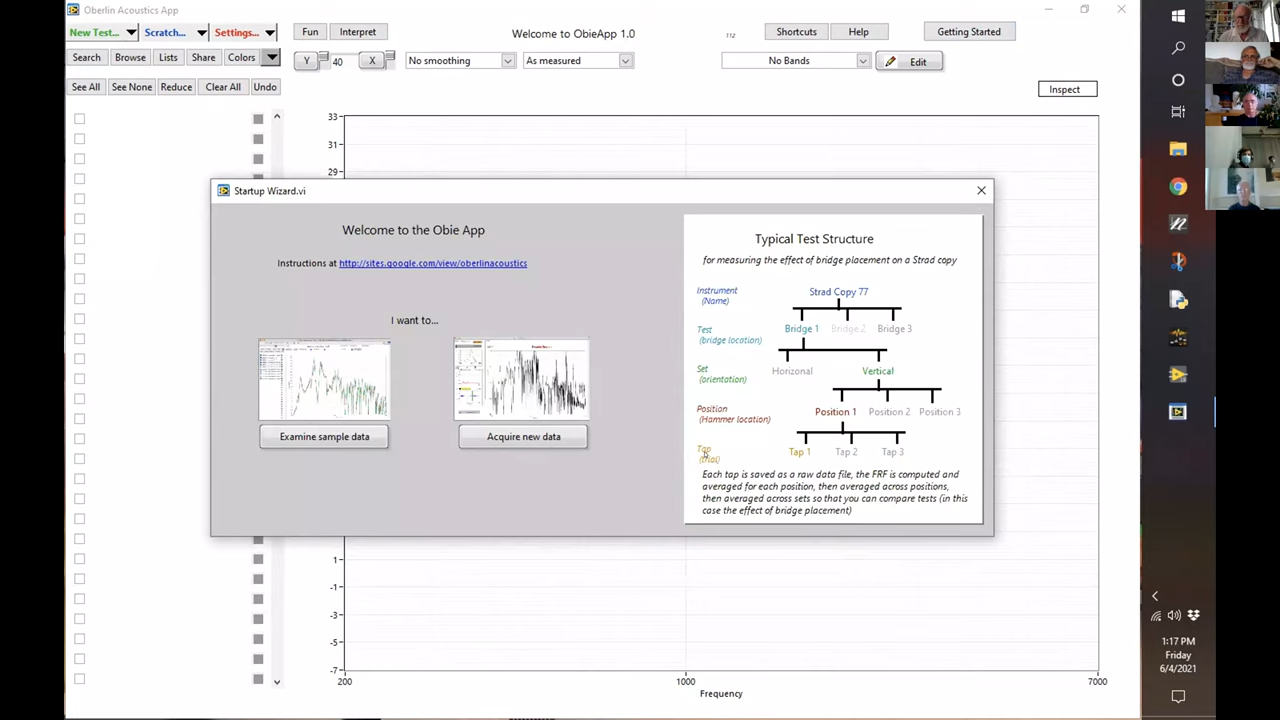 Oberlin Acoustics App
New Test...
Scratch...
Settings...
Fun
Interpret
Welcome to ObieApp 1.0
Shortcuts
Help
Getting Started
Search
Browse
Lists
Share
Colors
Y
40
X
No smoothing
As measured
No Bands
Edit
See All
See None
Reduce
Clear All
Undo
Inspect
33
31
29
Startup Wizard.vi
Welcome to the Obie App
Instructions at http://sites.google.com/view/oberlinacoustics
I want to...
Examine sample data
Acquire new data
Typical Test Structure
for measuring the effect of bridge placement on a Strad copy
Instrument
(Name)
Strad Copy 77
Test
(bridge location)
Bridge 1
Bridge 2
Bridge 3
Set
(orientation)
Horizonal
Vertical
Position
(Hammer location)
Position 1
Position 2
Position 3
Tap
(trial)
Tap 1
Tap 2
Tap 3
Each tap is saved as a raw data file, the FRF is computed and
averaged for each position, then averaged across positions,
then averaged across sets so that you can compare tests (in this
case the effect of bridge placement)
1
-1
-3
-5
-7
200
1000
7000
Frequency
1:17 PM
Friday
6/4/2021